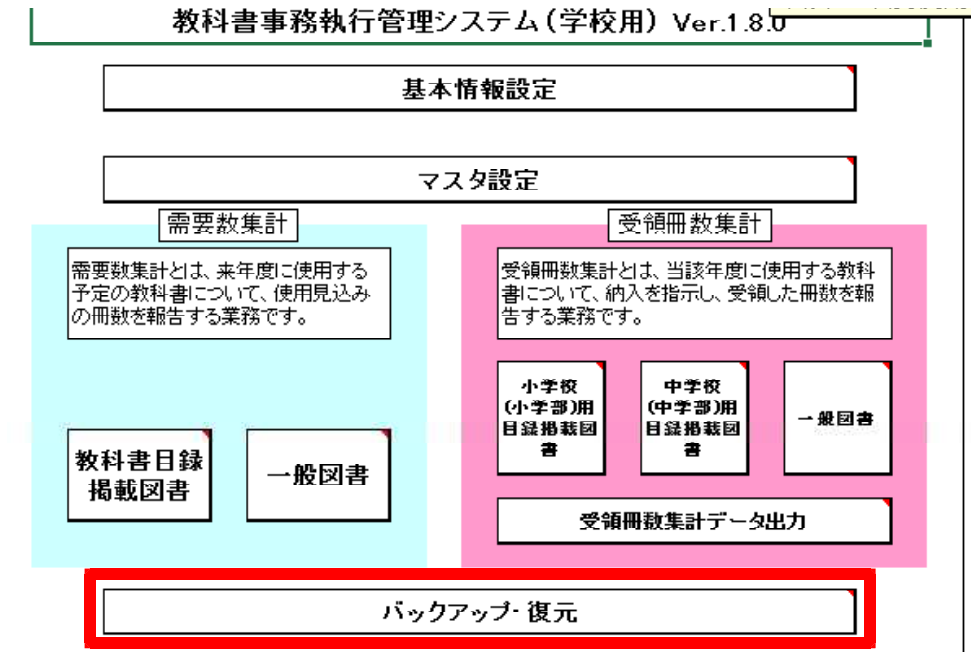 教科書事務執行管理システム(学校用) Ver.1.8.0
基本情報設定
マスタ設定
需要数集計
需要数集計とは、来年度に使用する
予定の教科書について、使用見込み
の冊数を報告する業務です。
教科書目録
掲載図書
一般図書
受領冊数集計
受領冊数集計とは、当該年度に使用する教科
書について、納入を指示し、受領した冊数を報
告する業務です。
小学校
(小学部)用
目録掲載図
書
中学校
(中学部)用
目録掲載図
書
一般図書
受領冊数集計データ出力
バックアップ・復元